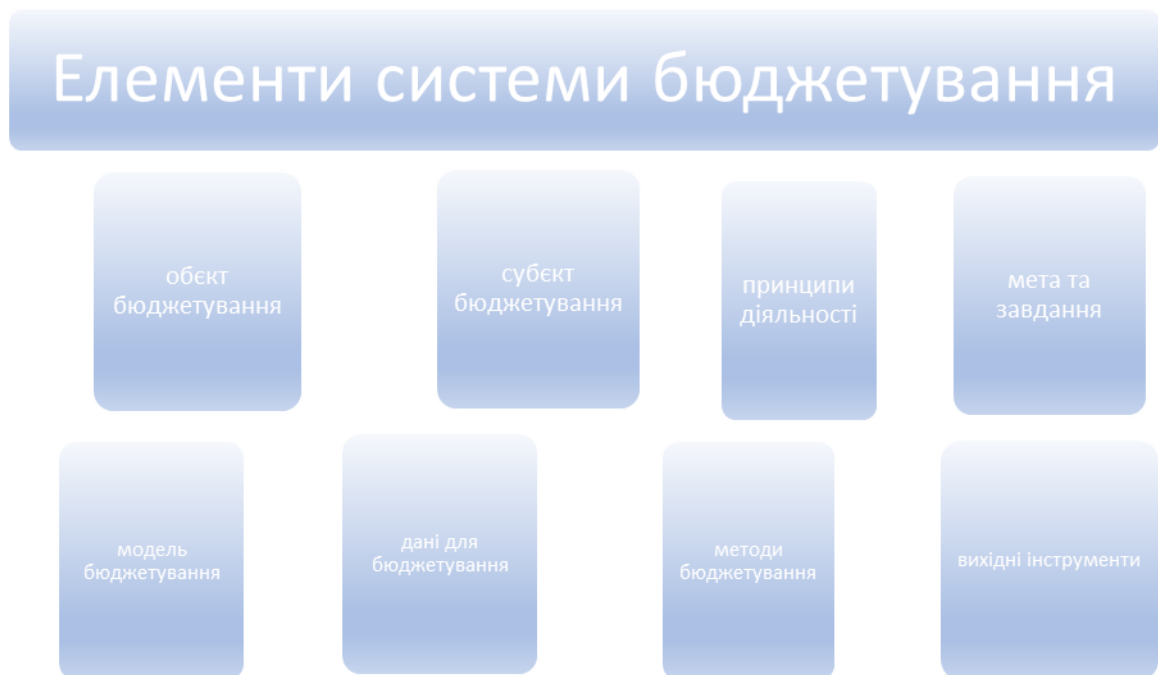 Елементи системи бюджетування
обєкт
бюджетування
субєкт
бюджетування
принципи
діяльності
мета та
завдання
модель
бюджетування
дані для
бюджетування
методи
бюджетування
вихідні інструменти